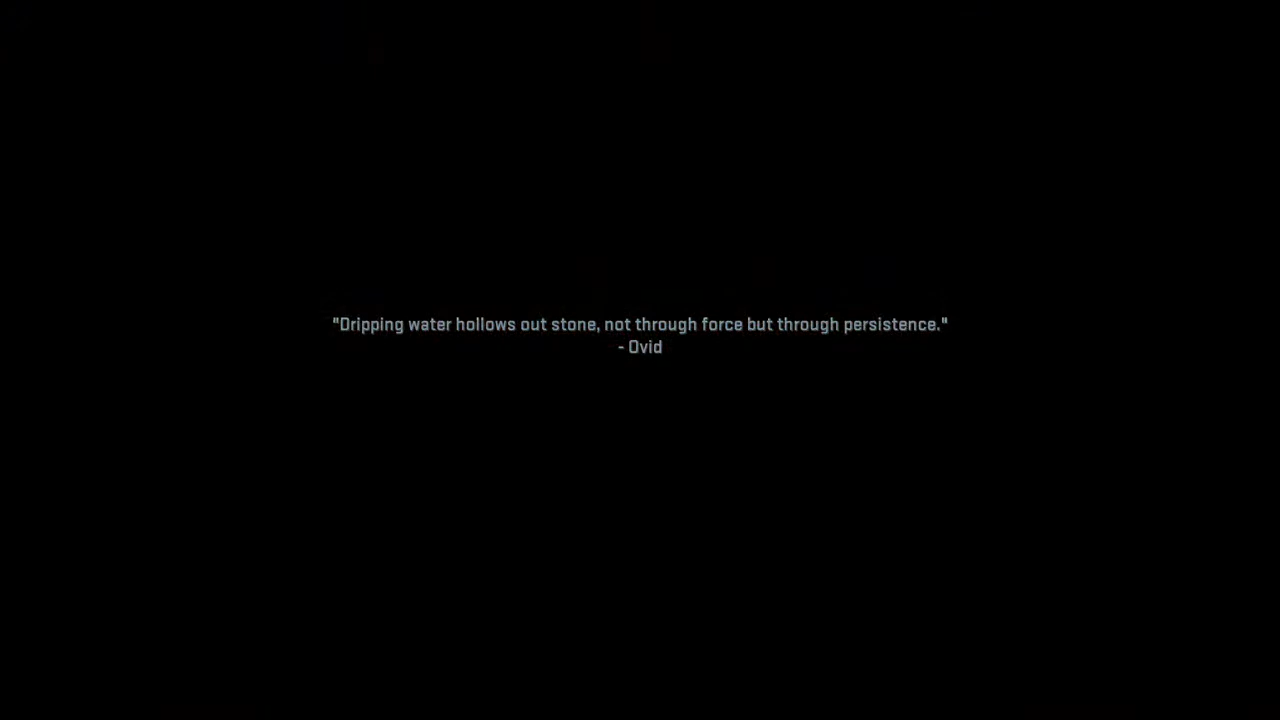 "Dripping water hollows out stone, not through force but through persistence."
- Ovid